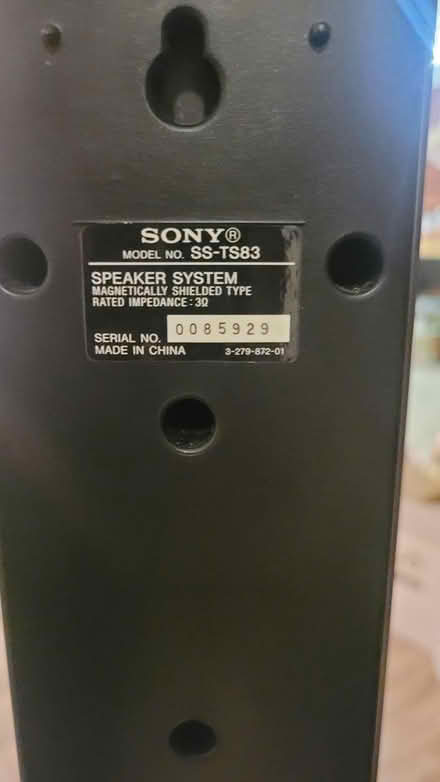 SONY®
MODEL NO. SS-TS83
SPEAKER SYSTEM
MAGNETICALLY SHIELDED TYPE
RATED IMPEDANCE : 3Ω
SERIAL NO. 0085929
MADE IN CHINA 3-279-872-01